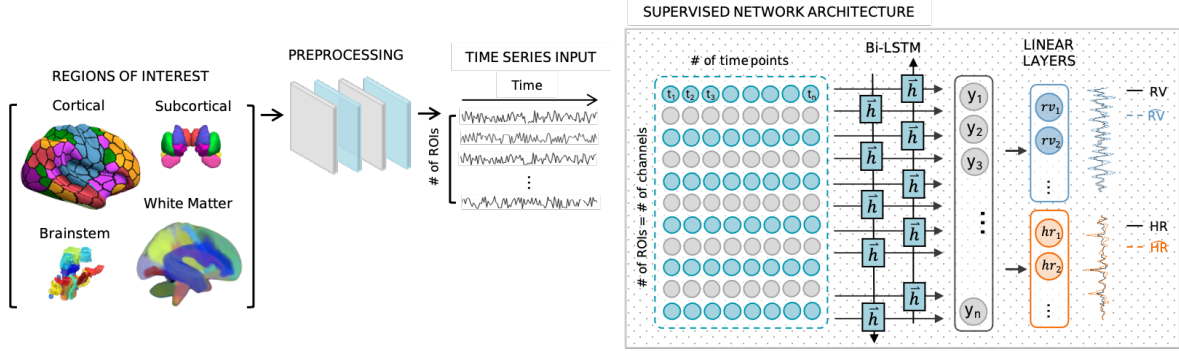 REGIONS OF INTEREST
Cortical
Subcortical
White Matter
Brainstem
PREPROCESSING
TIME SERIES INPUT
Time
# of ROIs
...
SUPERVISED NETWORK ARCHITECTURE
# of time points
# of ROIs = # of channels
t₁ t₂ t₃ tₙ
Bi-LSTM
h⃗
h⃗
h⃗
h⃗
h⃗
h⃗
h⃗
h⃗
h⃗
h⃗
y₁
y₂
y₃
...
yₙ
LINEAR
LAYERS
rv₁
rv₂
...
RV
R͡V
hr₁
hr₂
...
HR
H͡R